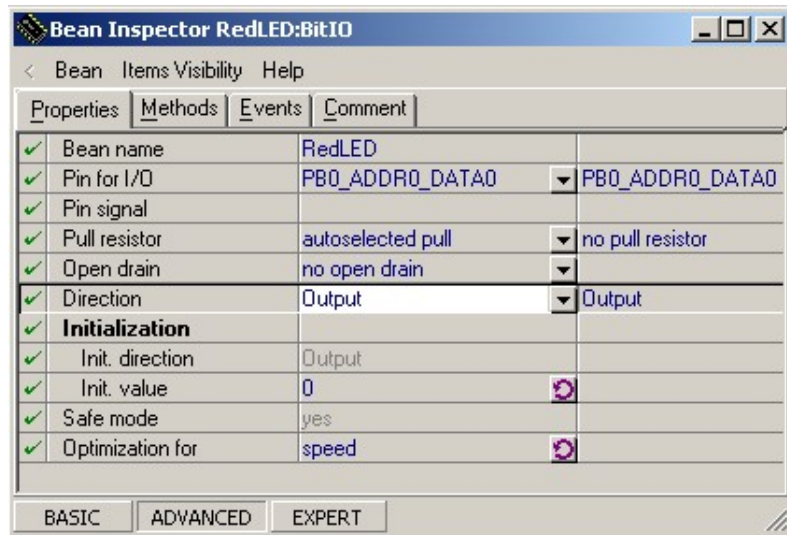 Bean Inspector RedLED:BitIO
< Bean Items Visibility Help
Properties Methods Events Comment
Bean name RedLED
Pin for I/O PB0_ADDR0_DATA0 PB0_ADDR0_DATA0
Pin signal
Pull resistor autoselected pull no pull resistor
Open drain no open drain
Direction Output Output
Initialization
Init. direction Output
Init. value 0
Safe mode yes
Optimization for speed
BASIC ADVANCED EXPERT